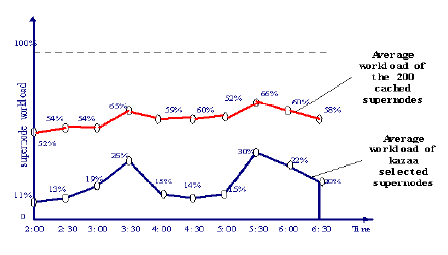 100%
supernode workload
Average
workload of
the 200
cached
supernodes
52%
54%
54%
65%
59%
60%
52%
66%
60%
58%
Average
workload of
kazaa
selected
supernodes
11%
13%
19%
26%
15%
14%
15%
30%
22%
0
2:00 2:30 3:00 3:30 4:00 4:30 5:00 5:30 6:00 6:30 Time